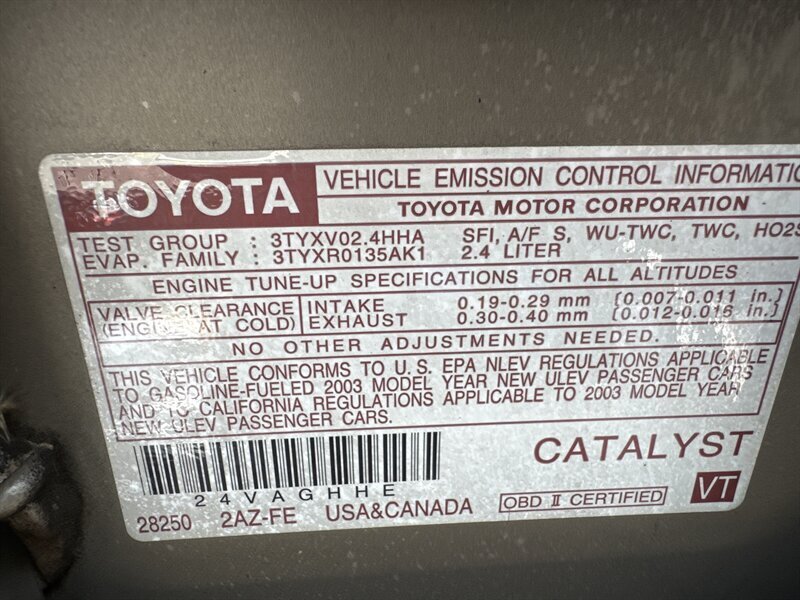 TOYOTA VEHICLE EMISSION CONTROL INFORMATIO
TOYOTA MOTOR CORPORATION
TEST GROUP : 3TYXV02.4HHA SFI, A/F S, WU-TWC, TWC, HO2S
EVAP. FAMILY : 3TYXR0135AK1 2.4 LITER
ENGINE TUNE-UP SPECIFICATIONS FOR ALL ALTITUDES
VALVE CLEARANCE INTAKE 0.19-0.29 mm {0.007-0.011 in.}
(ENGINE AT COLD) EXHAUST 0.30-0.40 mm {0.012-0.016 in.}
NO OTHER ADJUSTMENTS NEEDED.
THIS VEHICLE CONFORMS TO U.S. EPA NLEV REGULATIONS APPLICABLE
TO GASOLINE-FUELED 2003 MODEL YEAR NEW ULEV PASSENGER CARS
AND TO CALIFORNIA REGULATIONS APPLICABLE TO 2003 MODEL YEAR
NEW ULEV PASSENGER CARS.
CATALYST
24VAGHHE
28250 2AZ-FE USA&CANADA OBD II CERTIFIED VT